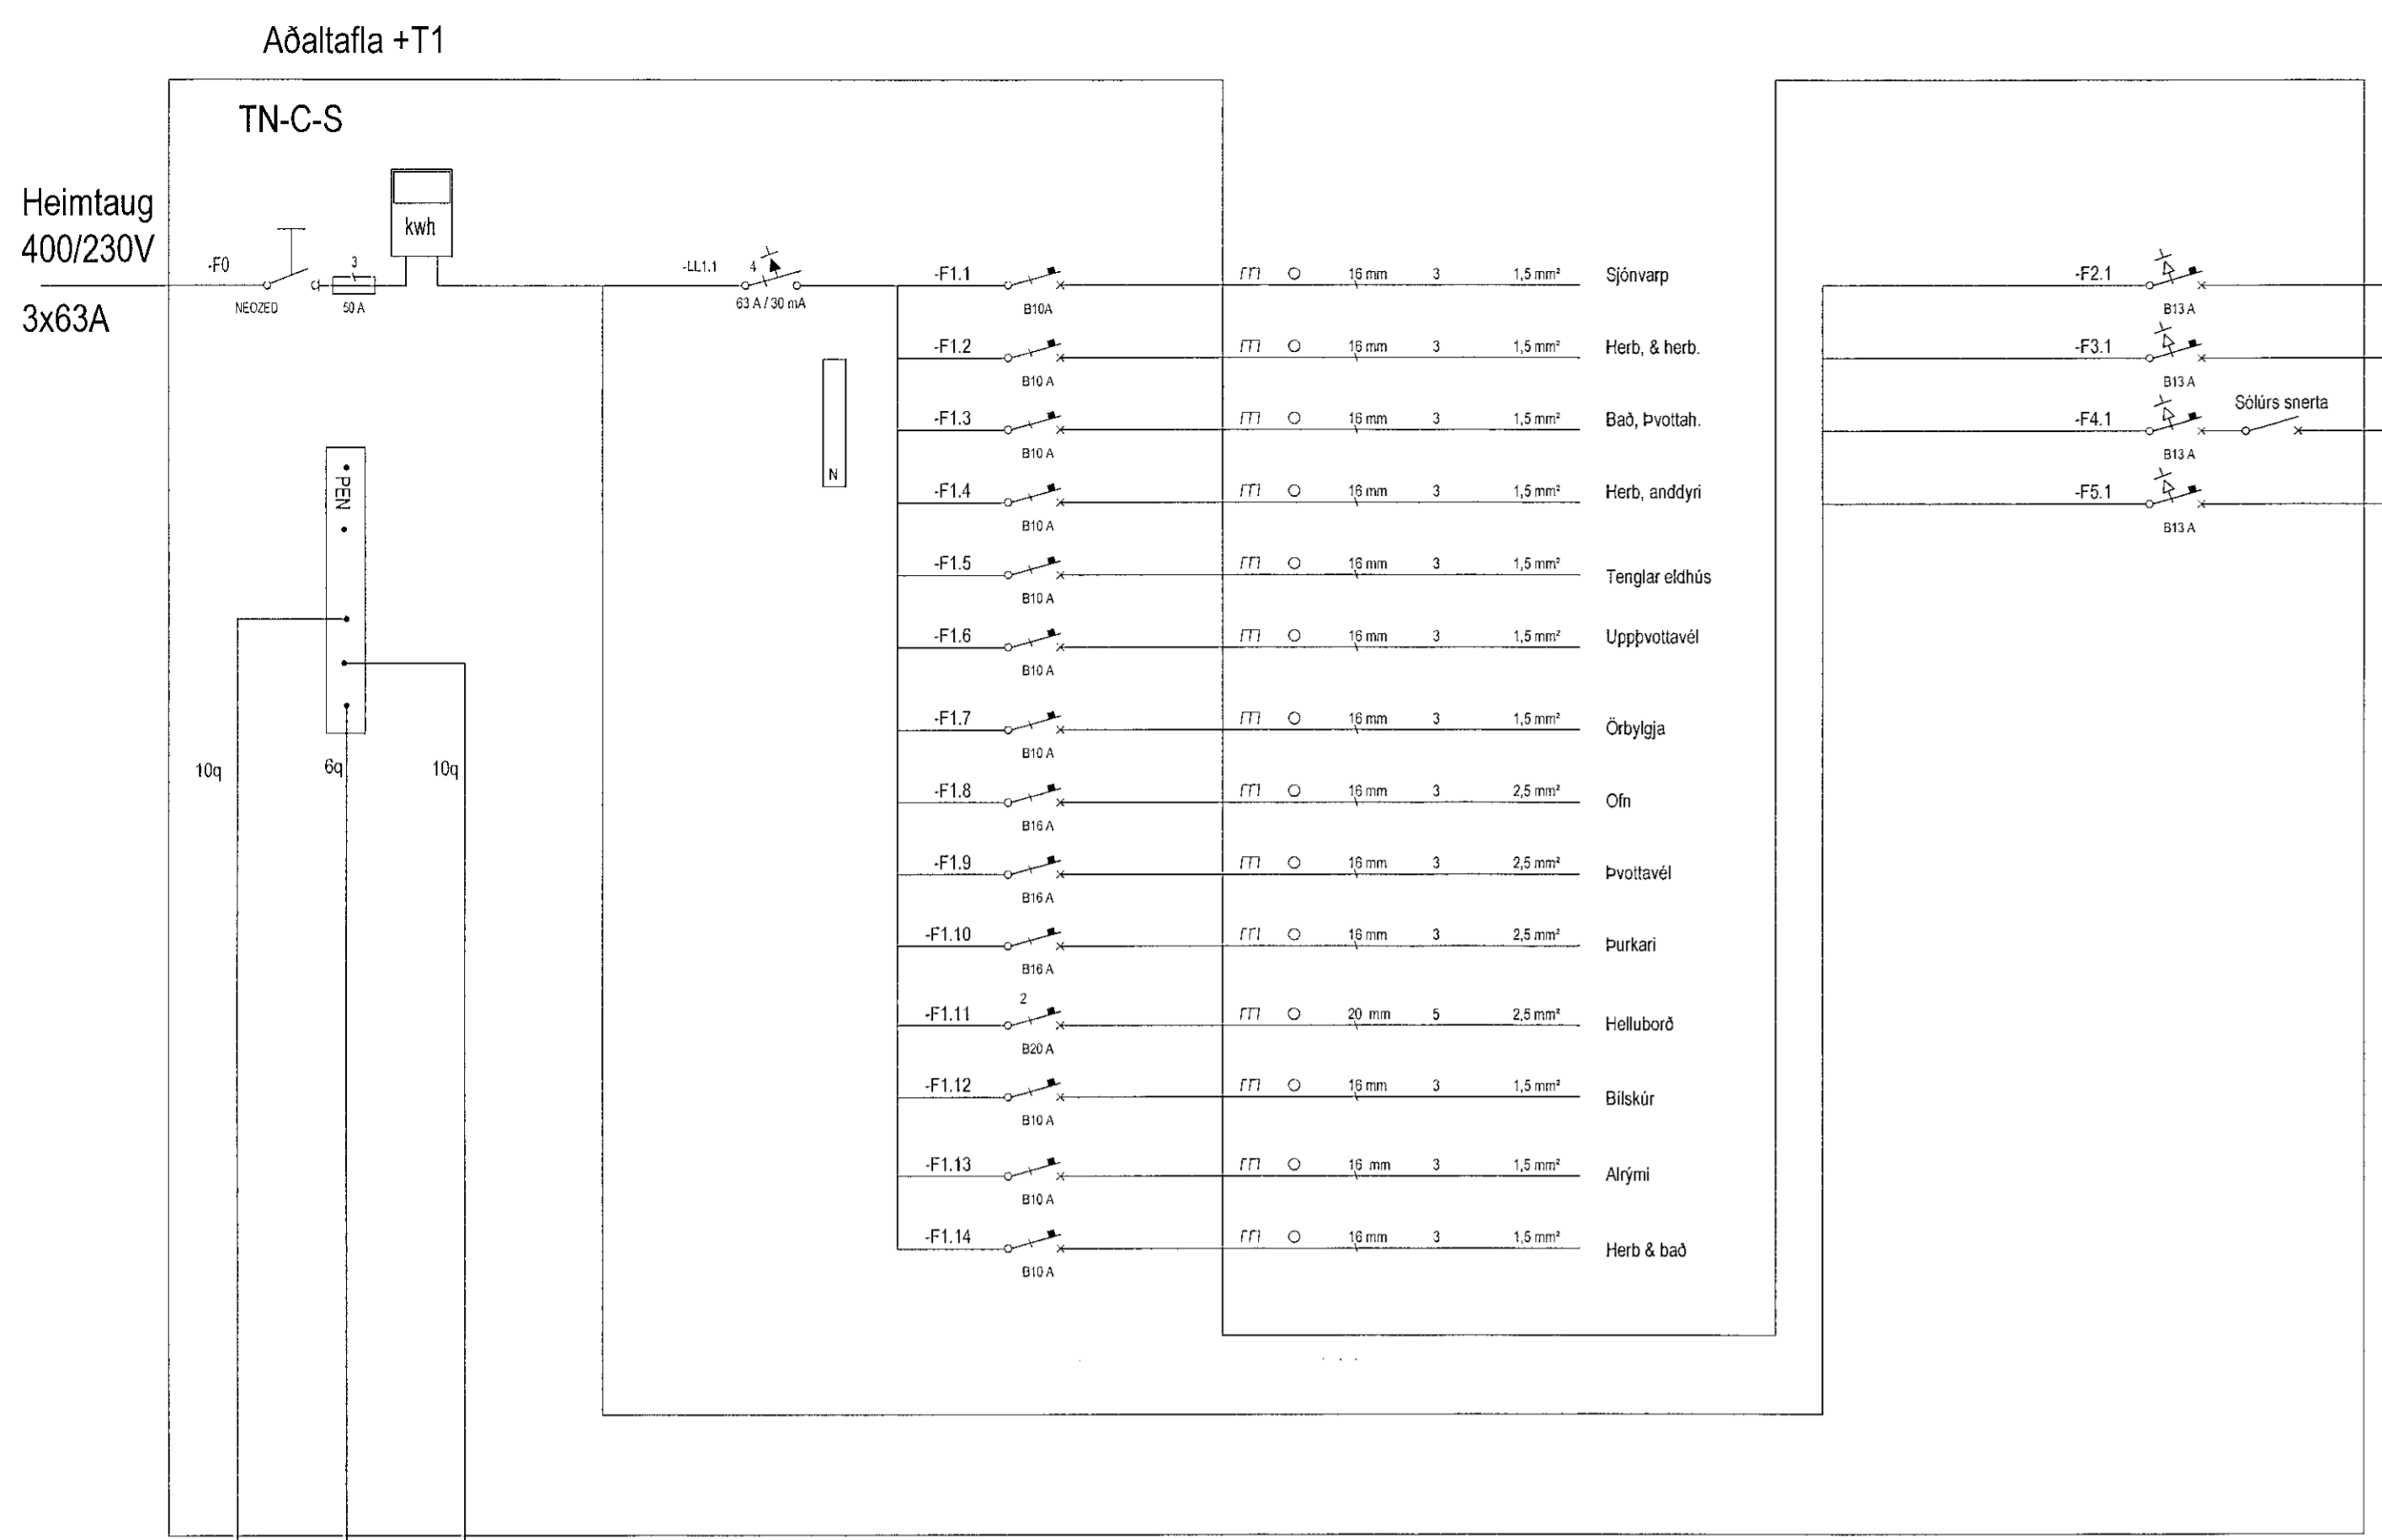 Aðaltafla +T1
TN-C-S
Heimtaug
400/230V
3x63A
-F0
NEOZED
3
50 A
kwh
-LL1.1
4
63 A / 30 mA
N
PEN
10q
6q
10q
-F1.1 B10A 16 mm 3 1,5 mm² Sjónvarp
-F1.2 B10 A 16 mm 3 1,5 mm² Herb, & herb.
-F1.3 B10 A 16 mm 3 1,5 mm² Bað, Þvottah.
-F1.4 B10 A 16 mm 3 1,5 mm² Herb, anddyri
-F1.5 B10 A 16 mm 3 1,5 mm² Tenglar eldhús
-F1.6 B10 A 16 mm 3 1,5 mm² Uppþvottavél
-F1.7 B10 A 16 mm 3 1,5 mm² Örbylgja
-F1.8 B16 A 16 mm 3 2,5 mm² Ofn
-F1.9 B16 A 16 mm 3 2,5 mm² Þvottavél
-F1.10 B16 A 16 mm 3 2,5 mm² Þurkari
-F1.11 2 B20 A 20 mm 5 2,5 mm² Helluborð
-F1.12 B10 A 16 mm 3 1,5 mm² Bílskúr
-F1.13 B10 A 16 mm 3 1,5 mm² Alrými
-F1.14 B10 A 16 mm 3 1,5 mm² Herb & bað
-F2.1 B13 A
-F3.1 B13 A
-F4.1 B13 A Sólúrs snerta
-F5.1 B13 A